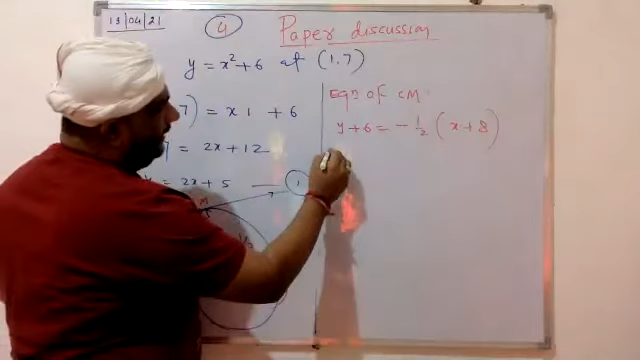 13/04/21
4 Paper discussion
y = x²+6 at (1,7)
7) = x 1 + 6
= 2x+12
= 2x + 5 — 1
M
Eqn of CM
y+6 = -1/2 (x+8)